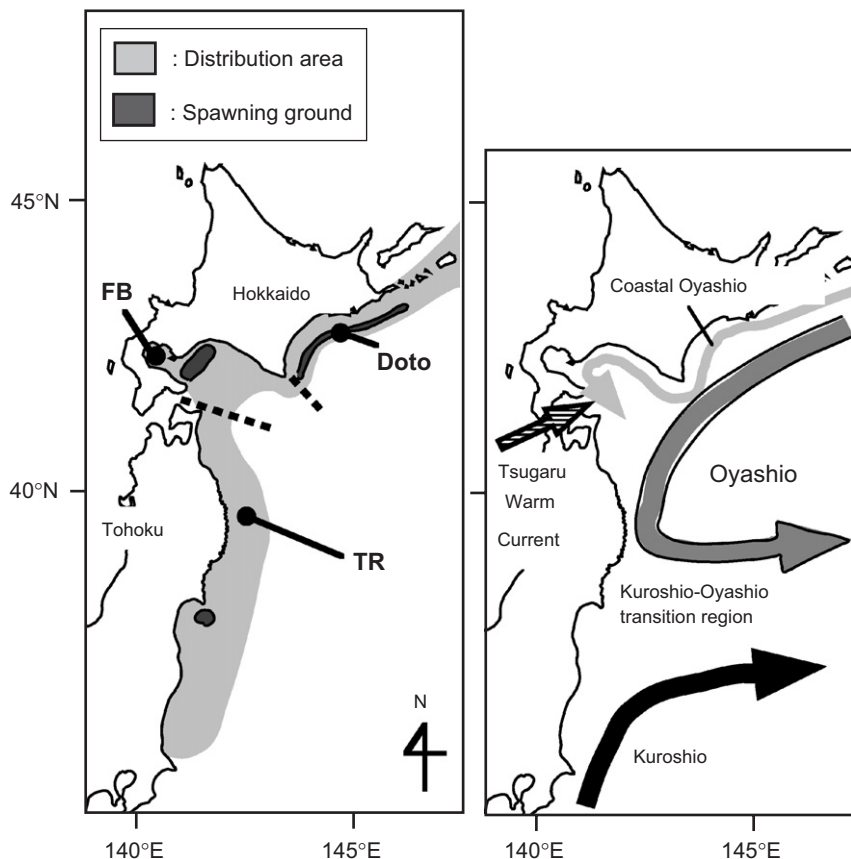 : Distribution area
: Spawning ground
45°N
FB
Hokkaido
Doto
40°N
Tohoku
TR
N
140°E
145°E
Coastal Oyashio
Oyashio
Tsugaru
Warm
Current
Kuroshio-Oyashio
transition region
Kuroshio
140°E
145°E